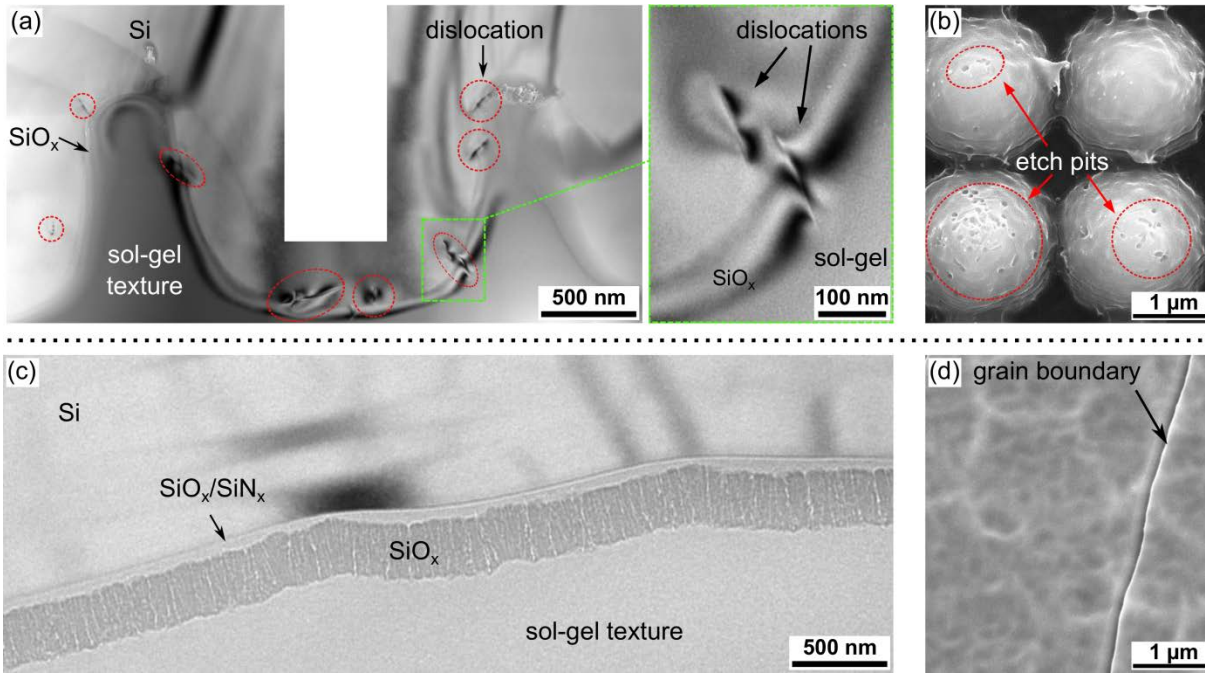 (a)
Si
dislocation
SiOx
sol-gel
texture
500 nm
dislocations
SiOx
sol-gel
100 nm
(b)
etch pits
1 µm
(c)
Si
SiOx/SiNx
SiOx
sol-gel texture
500 nm
(d)
grain boundary
1 µm